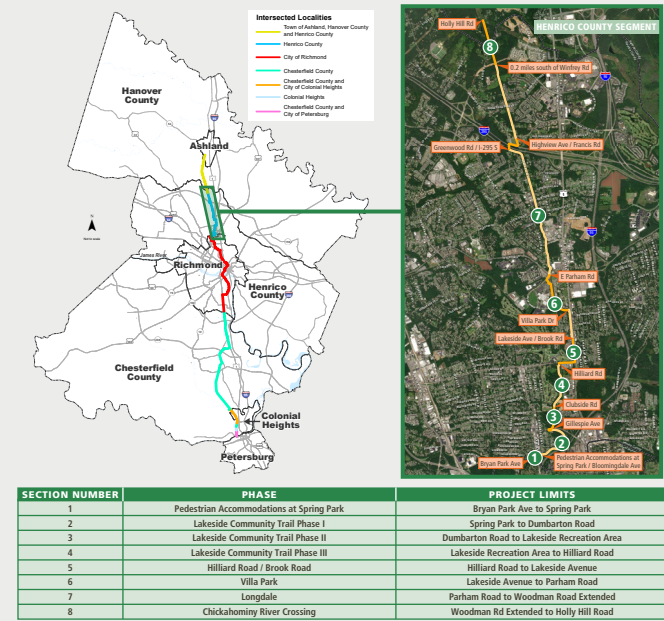 Intersected Localities
Town of Ashland, Hanover County
and Henrico County
Henrico County
City of Richmond
Chesterfield County
Chesterfield County and
City of Colonial Heights
Colonial Heights
Chesterfield County and
City of Petersburg
Hanover
County
Ashland
N
James River
Richmond
Henrico
County
Chesterfield
County
Colonial
Heights
Petersburg
HENRICO COUNTY SEGMENT
Holly Hill Rd
8
0.2 miles south of Winfrey Rd
Greenwood Rd / I-295 S
Highview Ave / Francis Rd
7
E Parham Rd
6
Villa Park Dr
Lakeside Ave / Brook Rd
5
Hilliard Rd
4
Clubside Rd
3
Gillespie Ave
2
1
Bryan Park Ave
Pedestrian Accommodations at
Spring Park / Bloomingdale Ave
SECTION NUMBER PHASE PROJECT LIMITS
1 Pedestrian Accommodations at Spring Park Bryan Park Ave to Spring Park
2 Lakeside Community Trail Phase I Spring Park to Dumbarton Road
3 Lakeside Community Trail Phase II Dumbarton Road to Lakeside Recreation Area
4 Lakeside Community Trail Phase III Lakeside Recreation Area to Hilliard Road
5 Hilliard Road / Brook Road Hilliard Road to Lakeside Avenue
6 Villa Park Lakeside Avenue to Parham Road
7 Longdale Parham Road to Woodman Road Extended
8 Chickahominy River Crossing Woodman Rd Extended to Holly Hill Road